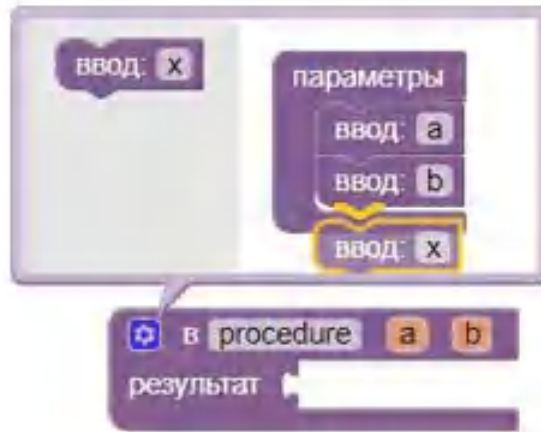 ввод: x
параметры
ввод: a
ввод: b
ввод: x
в procedure a b
результат